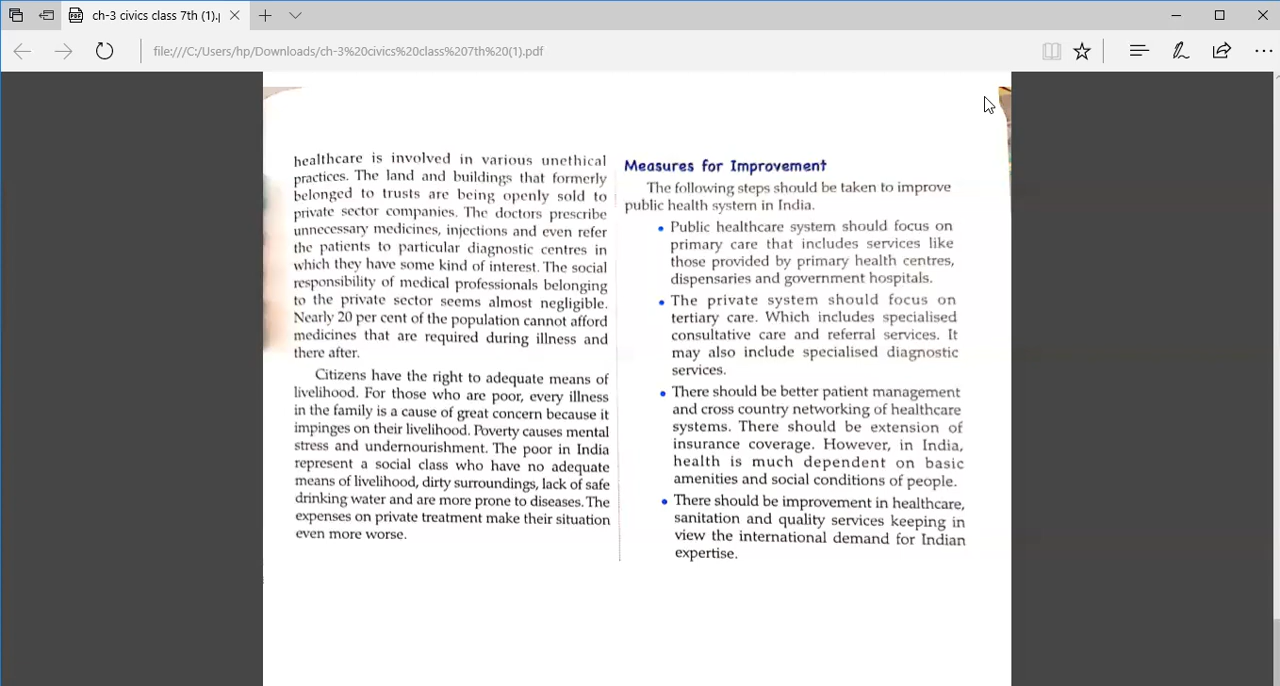 ch-3 civics class 7th (1).
file:///C:/Users/hp/Downloads/ch-3%20civics%20class%207th%20(1).pdf
healthcare is involved in various unethical
practices. The land and buildings that formerly
belonged to trusts are being openly sold to
private sector companies. The doctors prescribe
unnecessary medicines, injections and even refer
the patients to particular diagnostic centres in
which they have some kind of interest. The social
responsibility of medical professionals belonging
to the private sector seems almost negligible.
Nearly 20 per cent of the population cannot afford
medicines that are required during illness and
there after.
Citizens have the right to adequate means of
livelihood. For those who are poor, every illness
in the family is a cause of great concern because it
impinges on their livelihood. Poverty causes mental
stress and undernourishment. The poor in India
represent a social class who have no adequate
means of livelihood, dirty surroundings, lack of safe
drinking water and are more prone to diseases. The
expenses on private treatment make their situation
even more worse.
Measures for Improvement
The following steps should be taken to improve
public health system in India.
• Public healthcare system should focus on
primary care that includes services like
those provided by primary health centres,
dispensaries and government hospitals.
• The private system should focus on
tertiary care. Which includes specialised
consultative care and referral services. It
may also include specialised diagnostic
services.
• There should be better patient management
and cross country networking of healthcare
systems. There should be extension of
insurance coverage. However, in India,
health is much dependent on basic
amenities and social conditions of people.
• There should be improvement in healthcare,
sanitation and quality services keeping in
view the international demand for Indian
expertise.